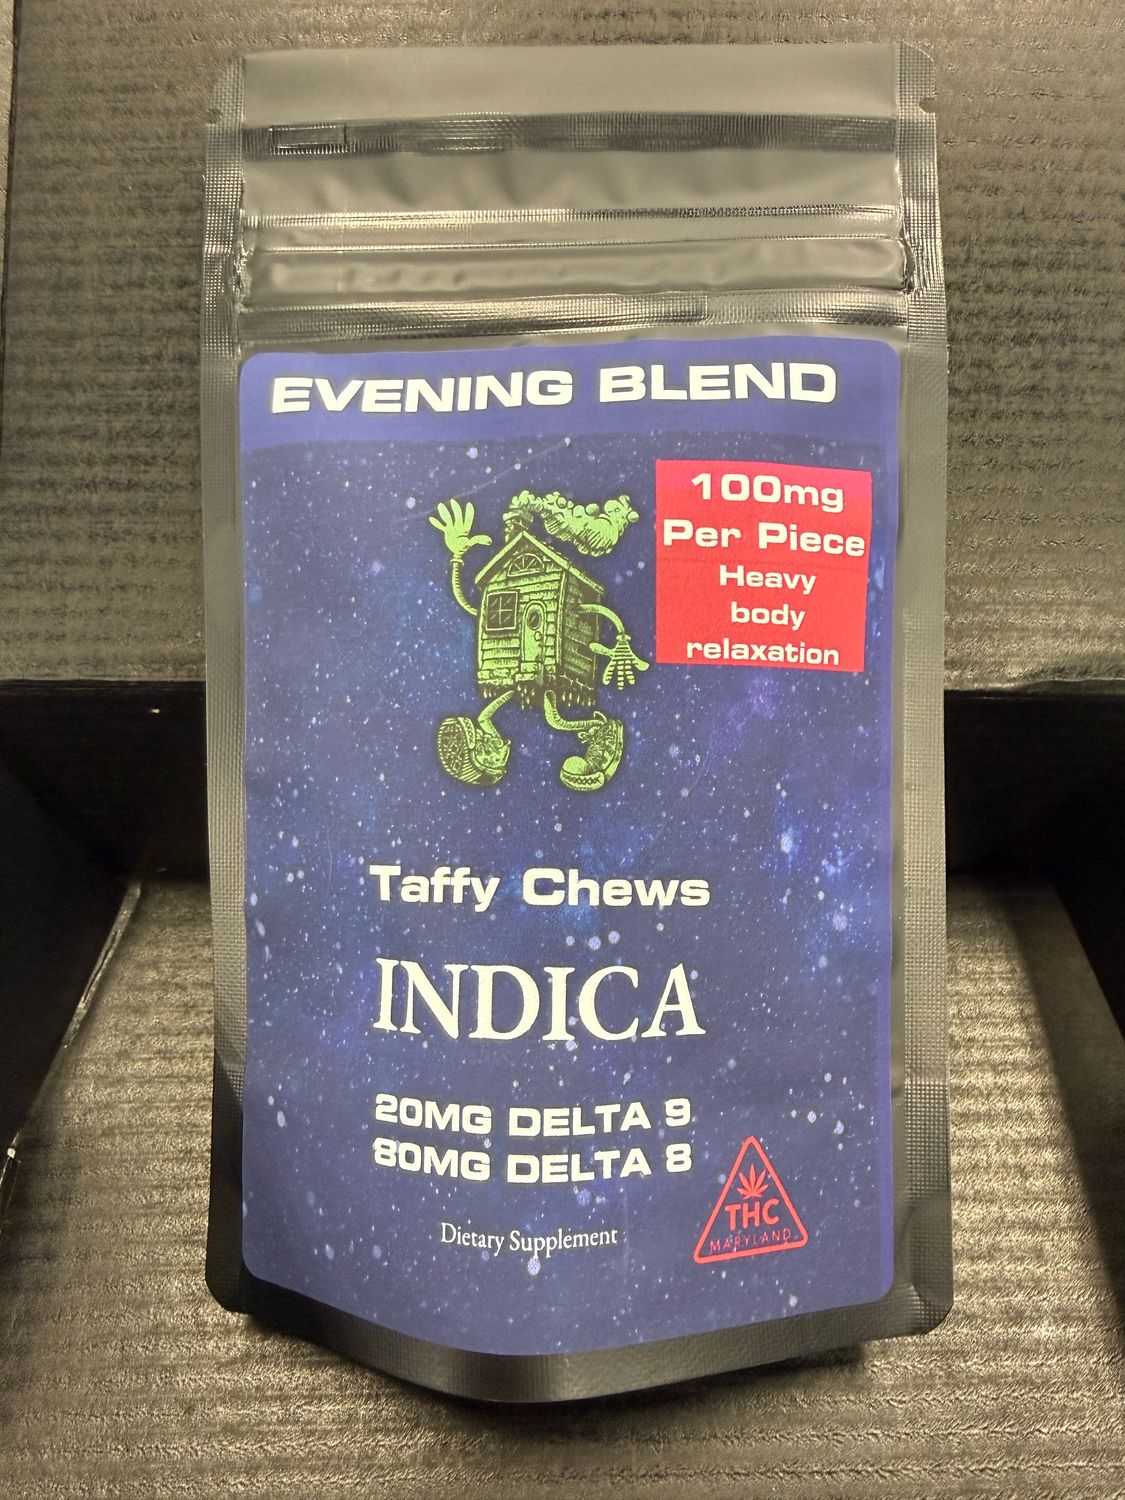 EVENING BLEND
100mg
Per Piece
Heavy
body
relaxation
Taffy Chews
INDICA
20MG DELTA 9
80MG DELTA 8
Dietary Supplement
THC
MARYLAND